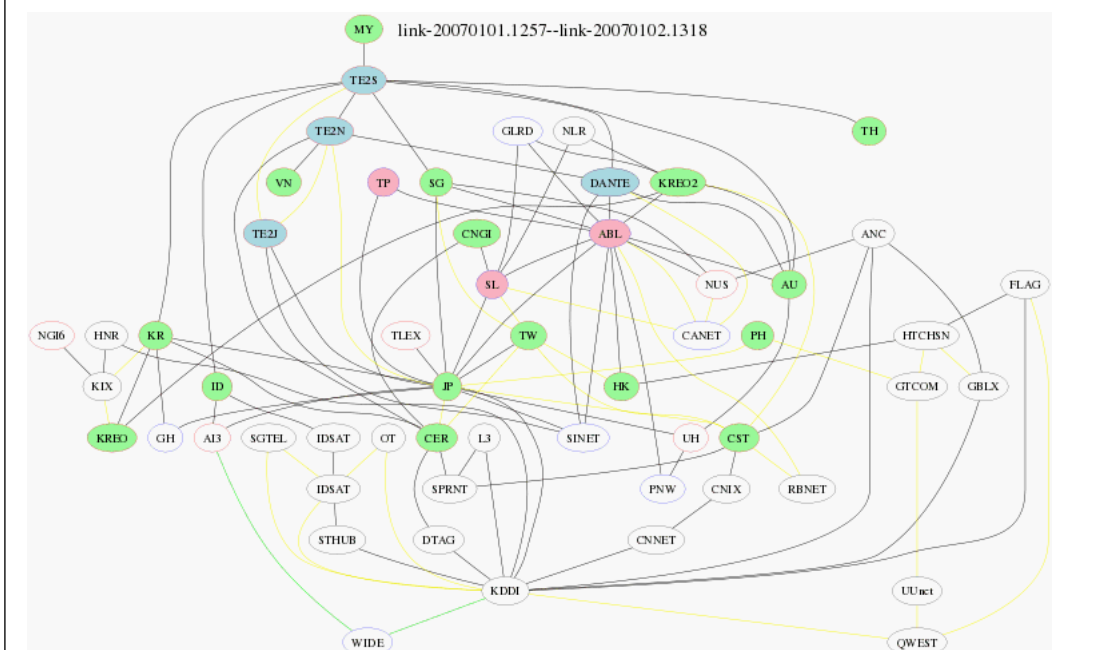 MY
link-20070101.1257--link-20070102.1318
TE2S
TE2N
GLRD
NLR
TH
VN
TP
SG
DANTE
KREO2
TE2J
CNGI
ABL
ANC
SL
NUS
AU
FLAG
NGI6
HNR
KR
TLEX
TW
CANET
PH
HTCHSN
KIX
ID
JP
HK
GTCOM
GBLX
KREO
GH
AI3
SGTEL
IDSAT
OT
CER
L3
SINET
UH
CST
IDSAT
SPRNT
PNW
CNIX
RBNET
STHUB
DTAG
CNNET
KDDI
UUnct
WIDE
QWEST